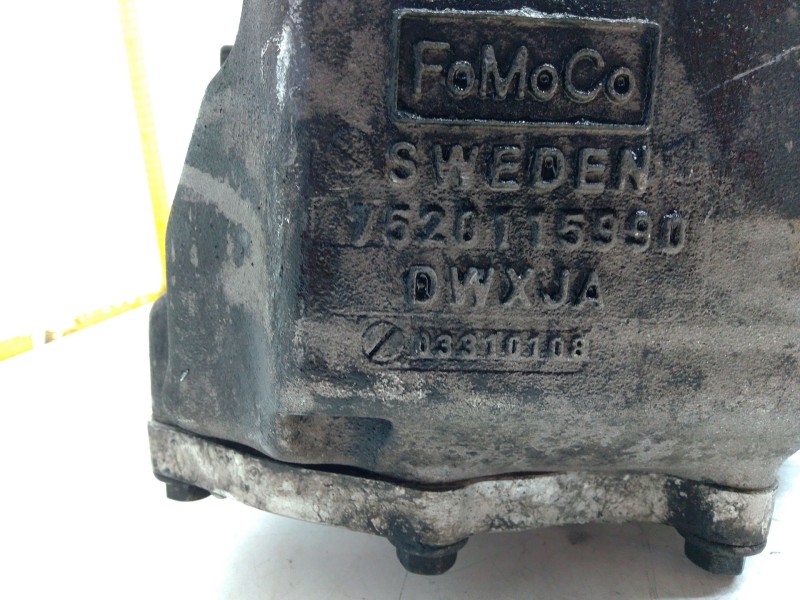 FoMoCo
SWEDEN
7520115990
DWXJA
03310108